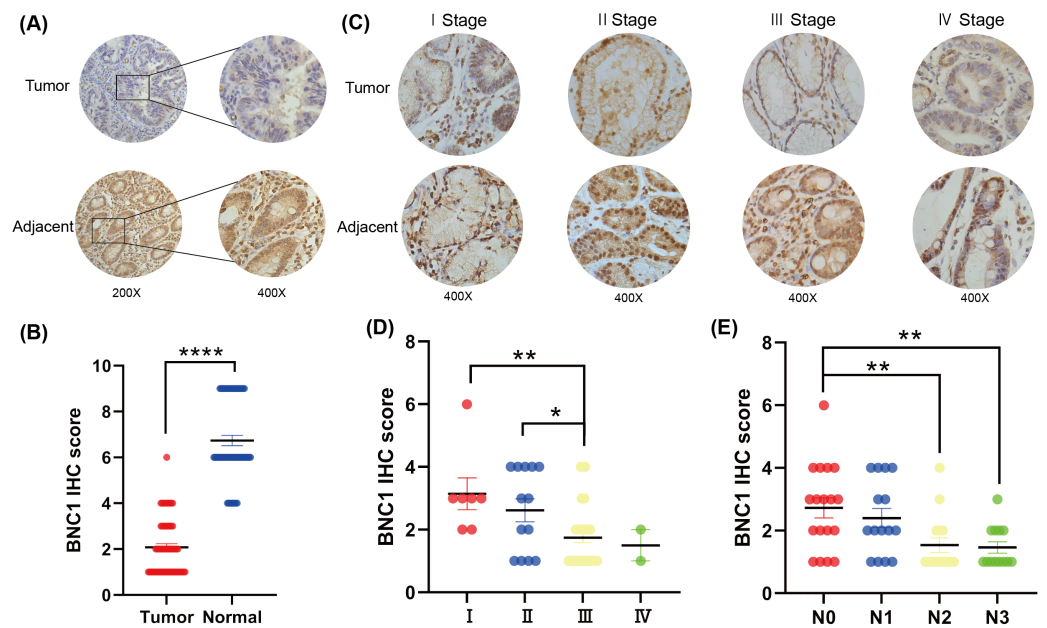 (A)
Tumor
Adjacent
200X
400X
(C)
Ⅰ Stage
Ⅱ Stage
Ⅲ Stage
Ⅳ Stage
Tumor
Adjacent
400X
400X
400X
400X
(B)
BNC1 IHC score
10
8
6
4
2
0
****
Tumor
Normal
(D)
BNC1 IHC score
8
6
4
2
0
**
*
Ⅰ
Ⅱ
Ⅲ
Ⅳ
(E)
BNC1 IHC score
8
6
4
2
0
**
**
N0
N1
N2
N3